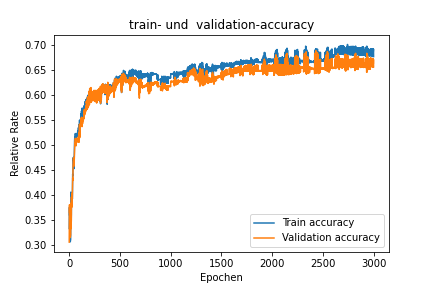 train- und  validation-accuracy
Relative Rate
0.70
0.65
0.60
0.55
0.50
0.45
0.40
0.35
0.30
Train accuracy
Validation accuracy
0 500 1000 1500 2000 2500 3000
Epochen